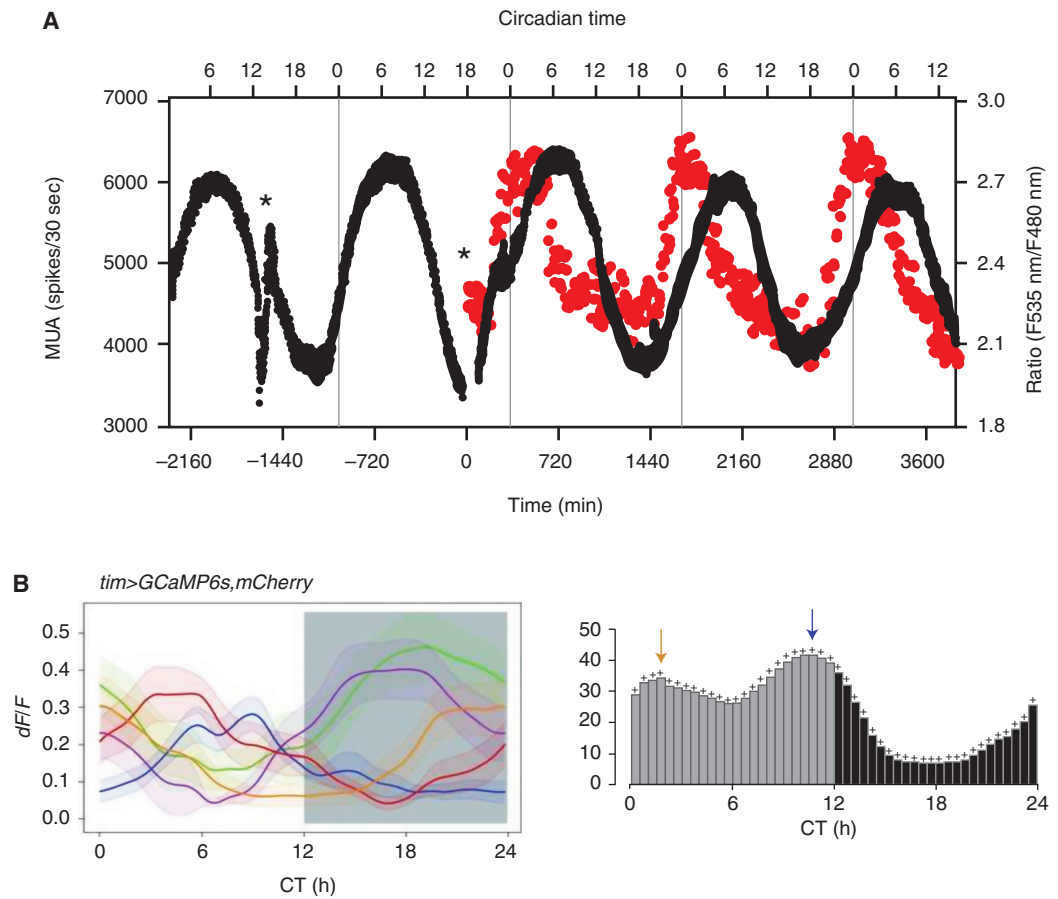 A
Circadian time
6 12 18 0 6 12 18 0 6 12 18 0 6 12 18 0 6 12
7000
6000
5000
4000
3000
MUA (spikes/30 sec)
*
*
3.0
2.7
2.4
2.1
1.8
Ratio (F535 nm/F480 nm)
–2160 –1440 –720 0 720 1440 2160 2880 3600
Time (min)
B
tim>GCaMP6s,mCherry
0.5
0.4
0.3
0.2
0.1
0.0
dF/F
0 6 12 18 24
CT (h)
50
40
30
20
10
0
0 6 12 18 24
CT (h)